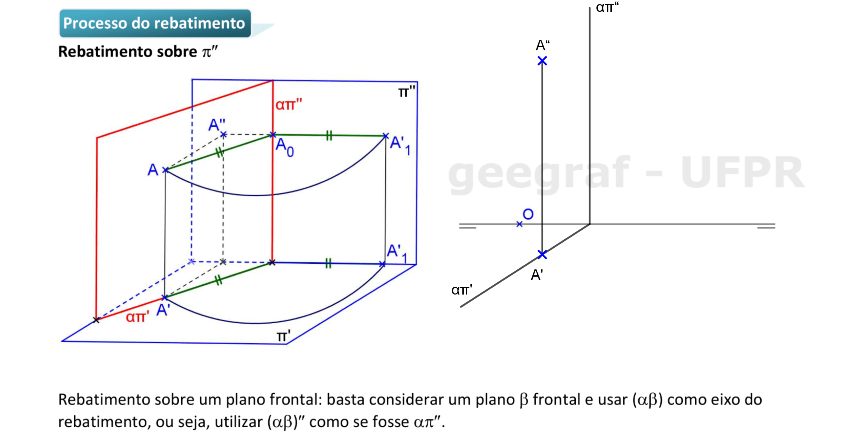 Processo do rebatimento
Rebatimento sobre π″
π"
απ"
A"
A₀
A'₁
A
A'₁
απ'
A'
π'
απ“
A“
geegraf - UFPR
O
A'
απ'
Rebatimento sobre um plano frontal: basta considerar um plano β frontal e usar (αβ) como eixo do
rebatimento, ou seja, utilizar (αβ)″ como se fosse απ″.